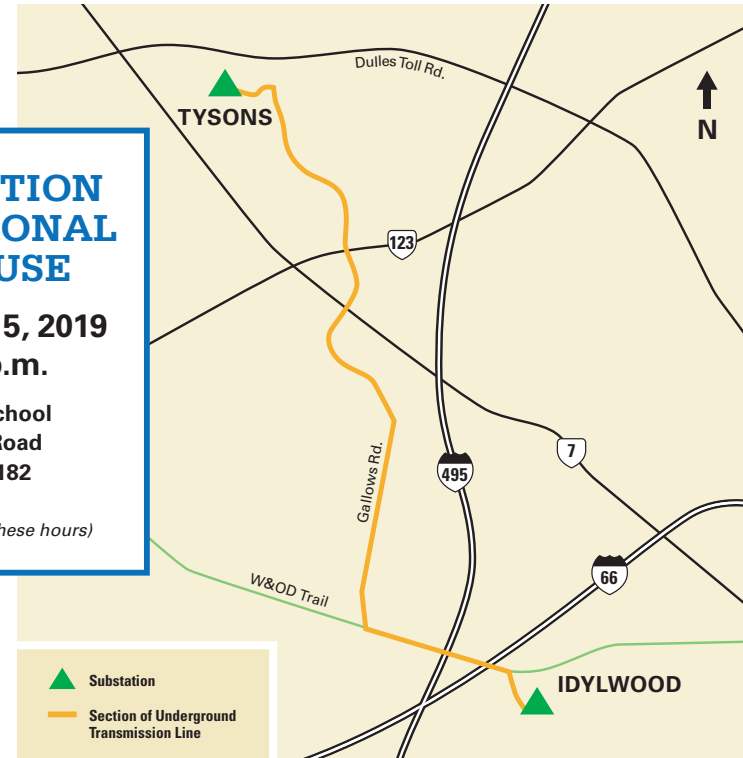 Dulles Toll Rd.
TYSONS
N
TION
ONAL
USE
5, 2019
p.m.
chool
Road
182
hese hours)
123
Gallows Rd.
495
7
66
W&OD Trail
IDYLWOOD
Substation
Section of Underground
Transmission Line